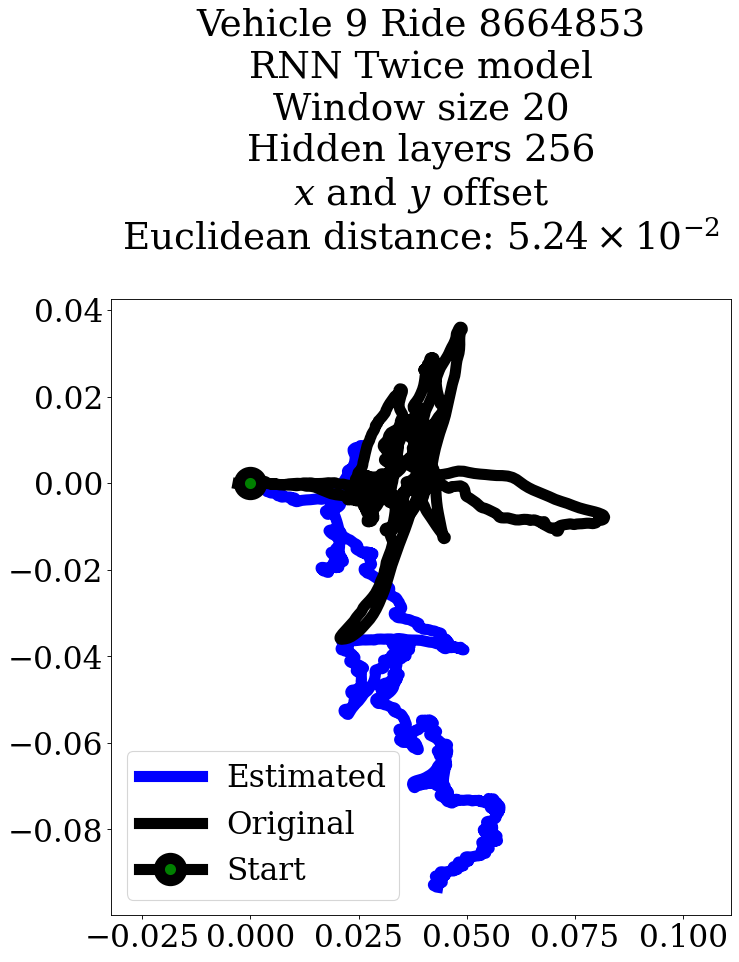 Vehicle 9 Ride 8664853
RNN Twice model
Window size 20
Hidden layers 256
x and y offset
Euclidean distance: 5.24 × 10⁻²
0.04
0.02
0.00
−0.02
−0.04
−0.06
−0.08
Estimated
Original
Start
−0.025 0.000 0.025 0.050 0.075 0.100